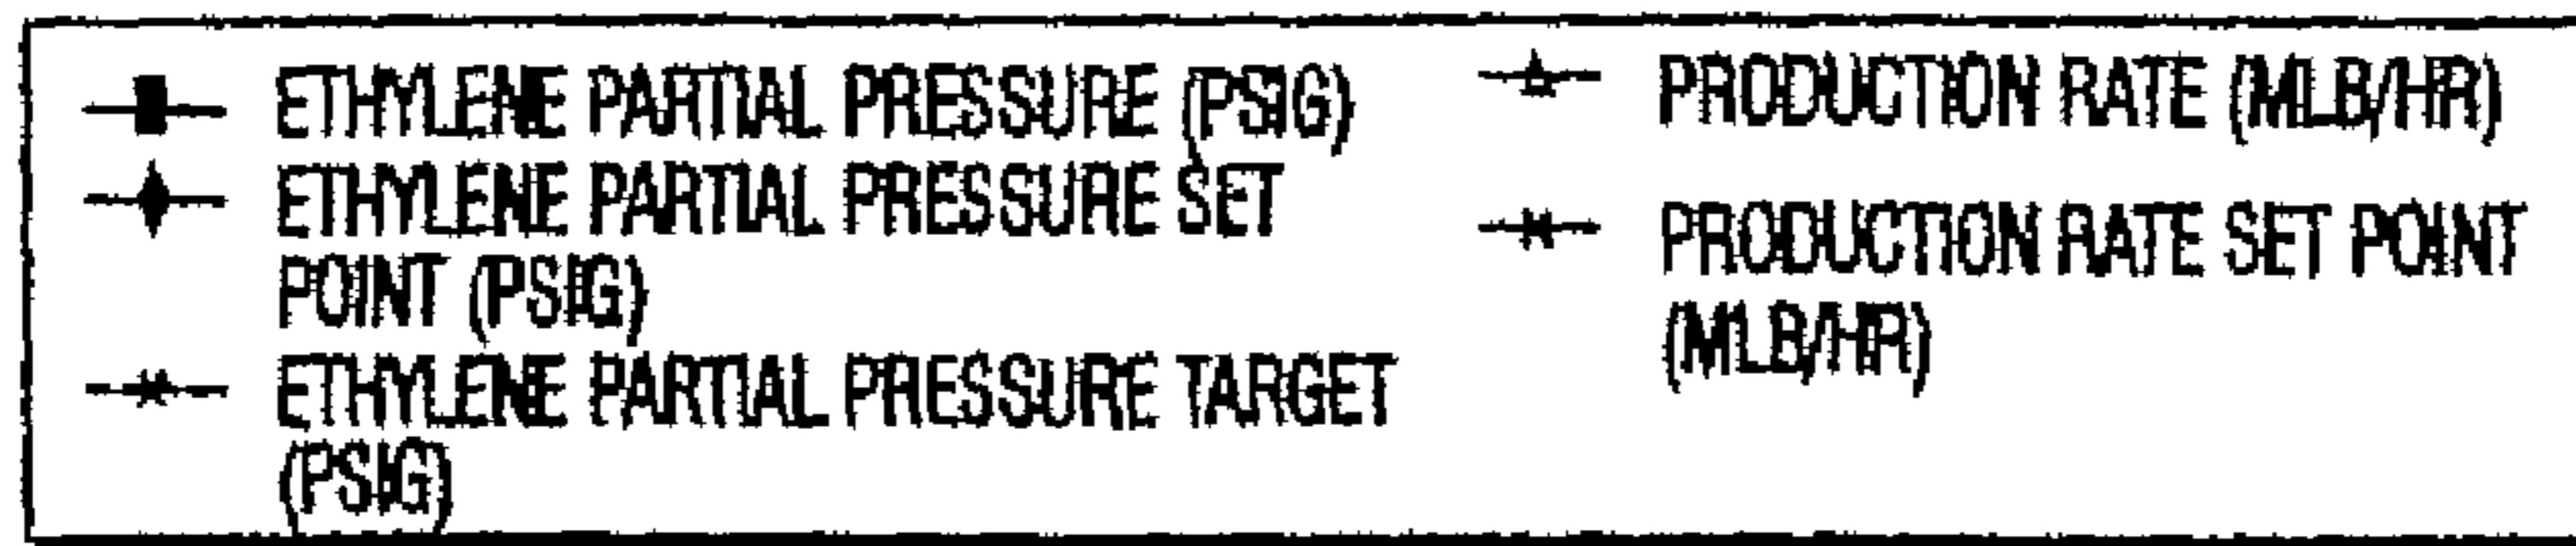 ETHYLENE PARTIAL PRESSURE (PSIG)
ETHYLENE PARTIAL PRESSURE SET
POINT (PSIG)
ETHYLENE PARTIAL PRESSURE TARGET
(PSIG)
PRODUCTION RATE (MLB/HR)
PRODUCTION RATE SET POINT
(MLB/HR)